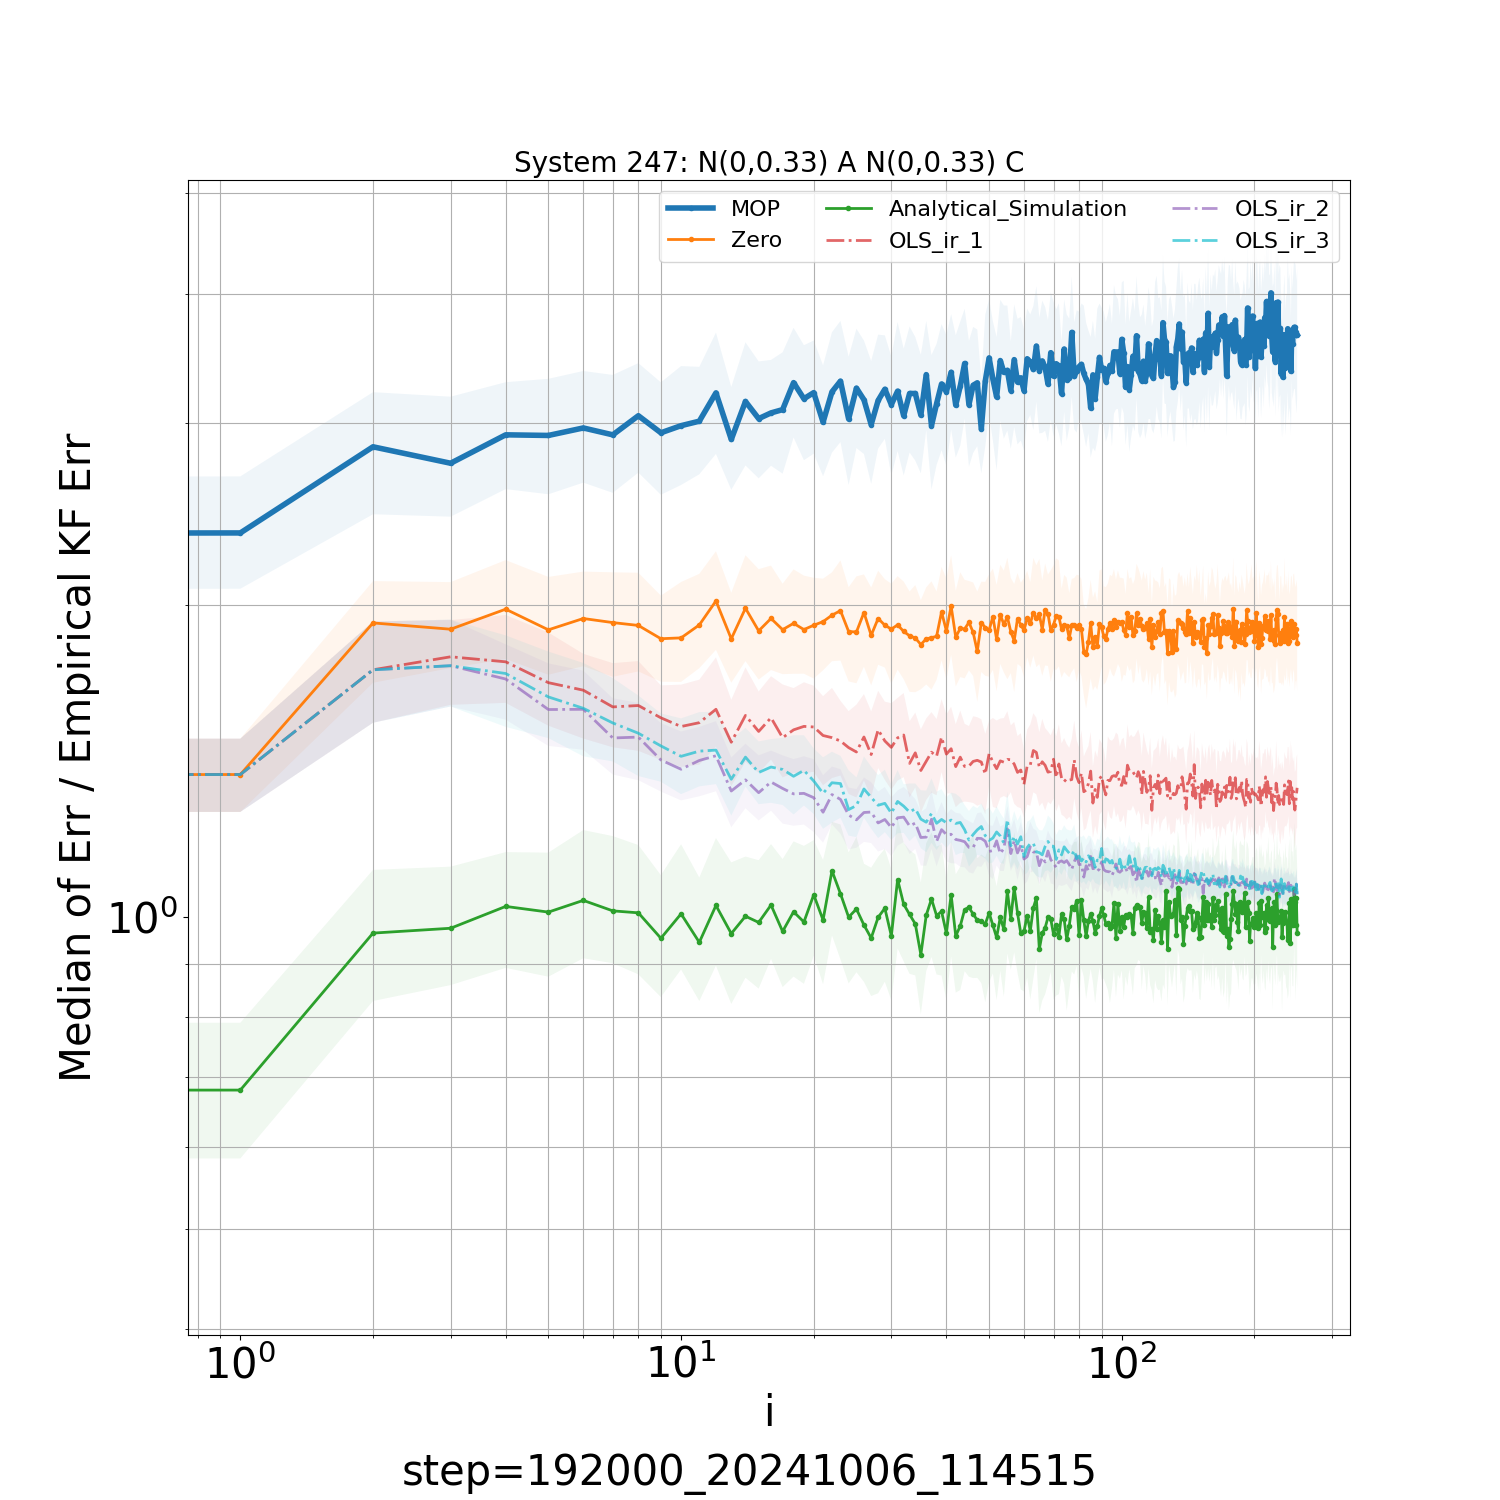 System 247: N(0,0.33) A N(0,0.33) C
MOP
Zero
Analytical_Simulation
OLS_ir_1
OLS_ir_2
OLS_ir_3
Median of Err / Empirical KF Err
10⁰
10⁰ 10¹ 10²
i
step=192000_20241006_114515